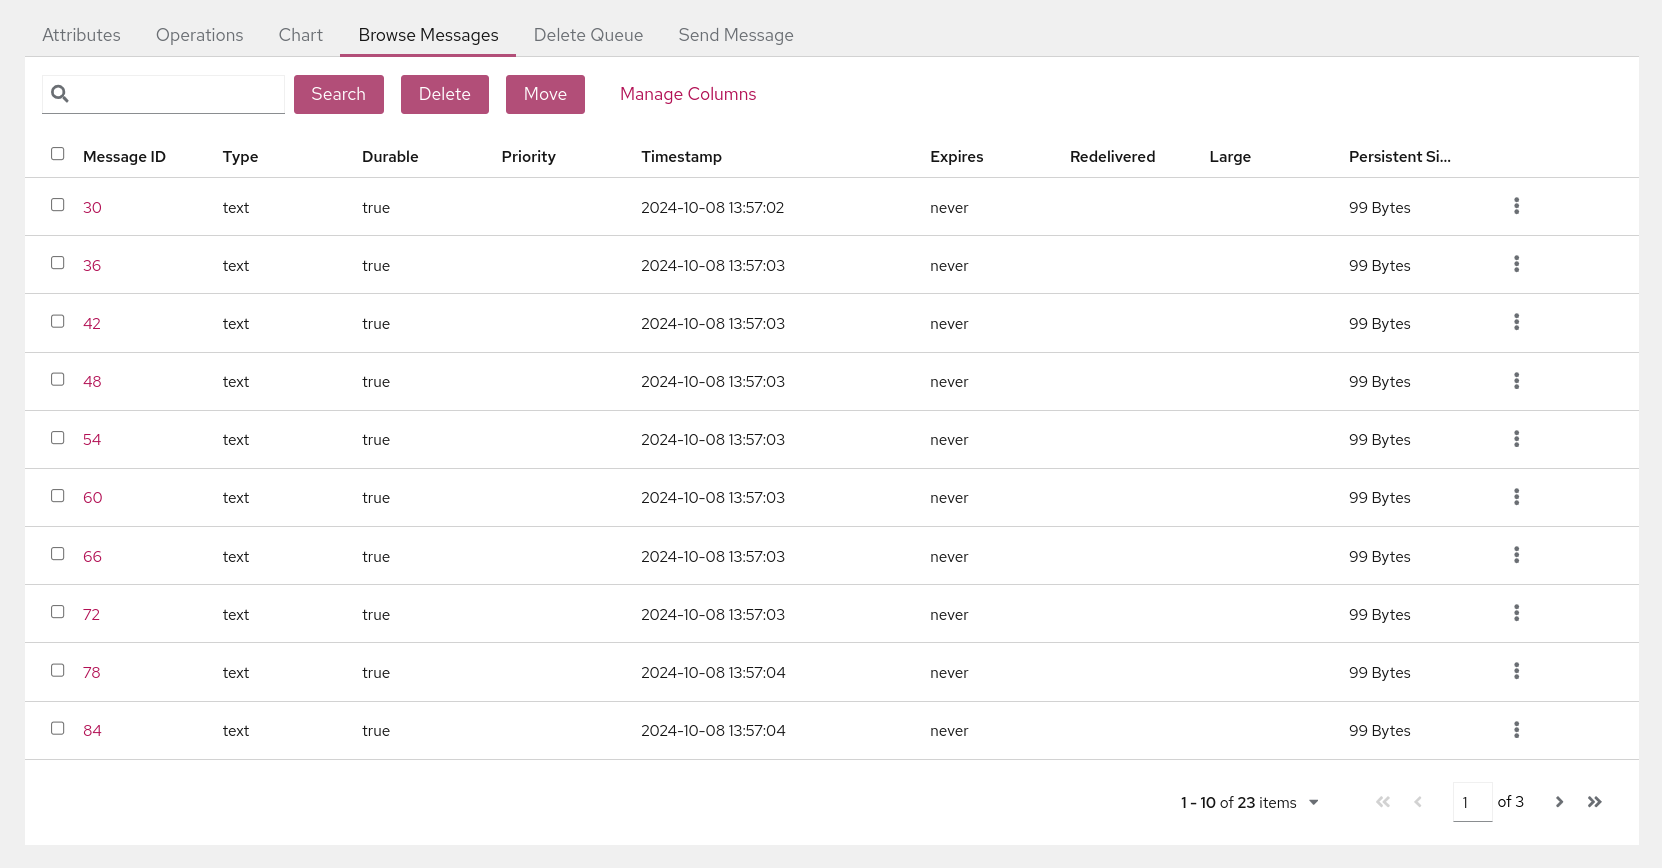 Attributes Operations Chart Browse Messages Delete Queue Send Message
Search Delete Move Manage Columns
Message ID Type Durable Priority Timestamp Expires Redelivered Large Persistent Si...
30 text true 2024-10-08 13:57:02 never 99 Bytes
36 text true 2024-10-08 13:57:03 never 99 Bytes
42 text true 2024-10-08 13:57:03 never 99 Bytes
48 text true 2024-10-08 13:57:03 never 99 Bytes
54 text true 2024-10-08 13:57:03 never 99 Bytes
60 text true 2024-10-08 13:57:03 never 99 Bytes
66 text true 2024-10-08 13:57:03 never 99 Bytes
72 text true 2024-10-08 13:57:03 never 99 Bytes
78 text true 2024-10-08 13:57:04 never 99 Bytes
84 text true 2024-10-08 13:57:04 never 99 Bytes
1 - 10 of 23 items 1 of 3